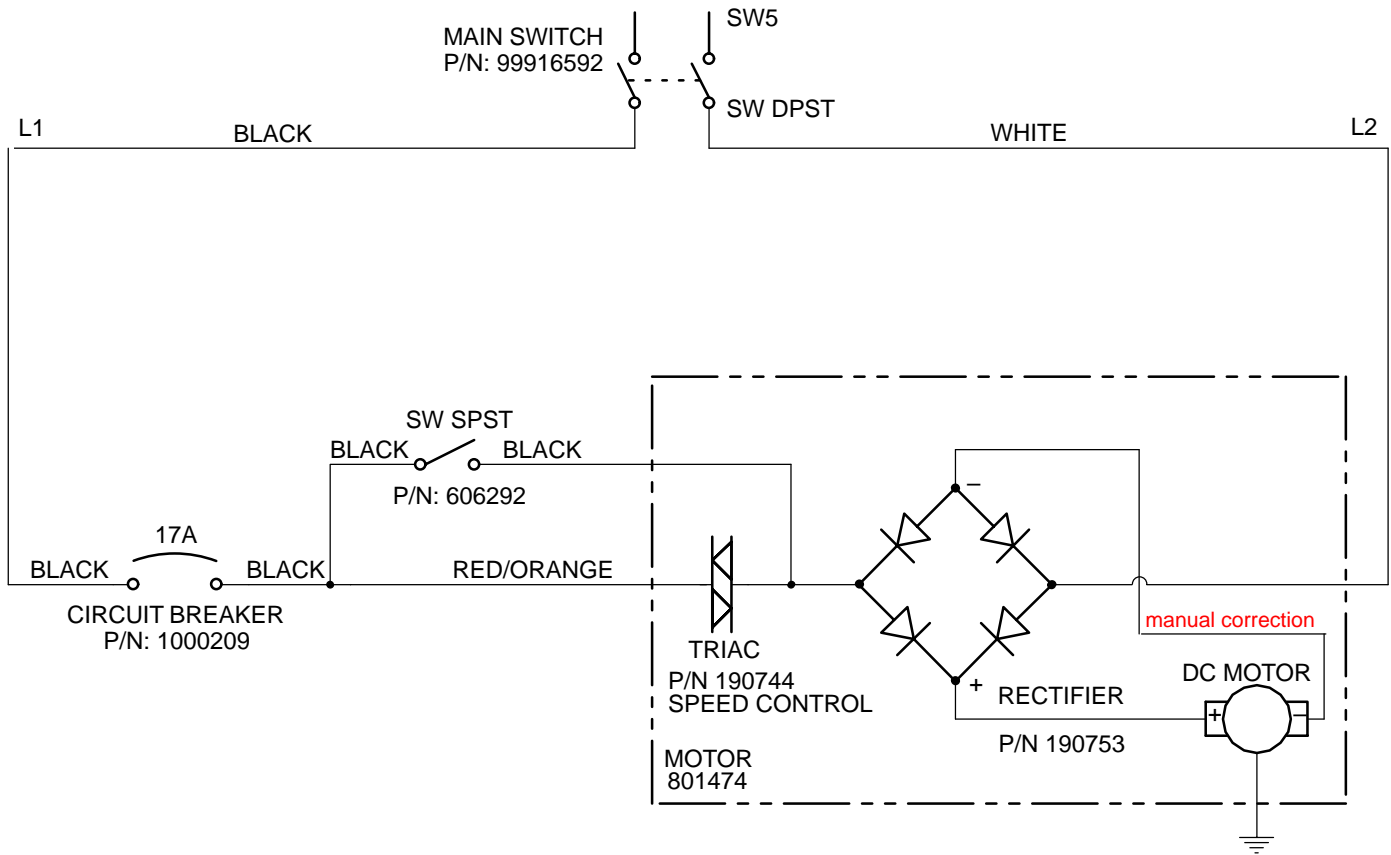 SW5
MAIN SWITCH
P/N: 99916592
SW DPST
L1
BLACK
WHITE
L2
SW SPST
BLACK
BLACK
P/N: 606292
17A
BLACK
BLACK
RED/ORANGE
CIRCUIT BREAKER
P/N: 1000209
TRIAC
P/N 190744
SPEED CONTROL
–
+
RECTIFIER
P/N 190753
manual correction
DC MOTOR
+
–
MOTOR
801474